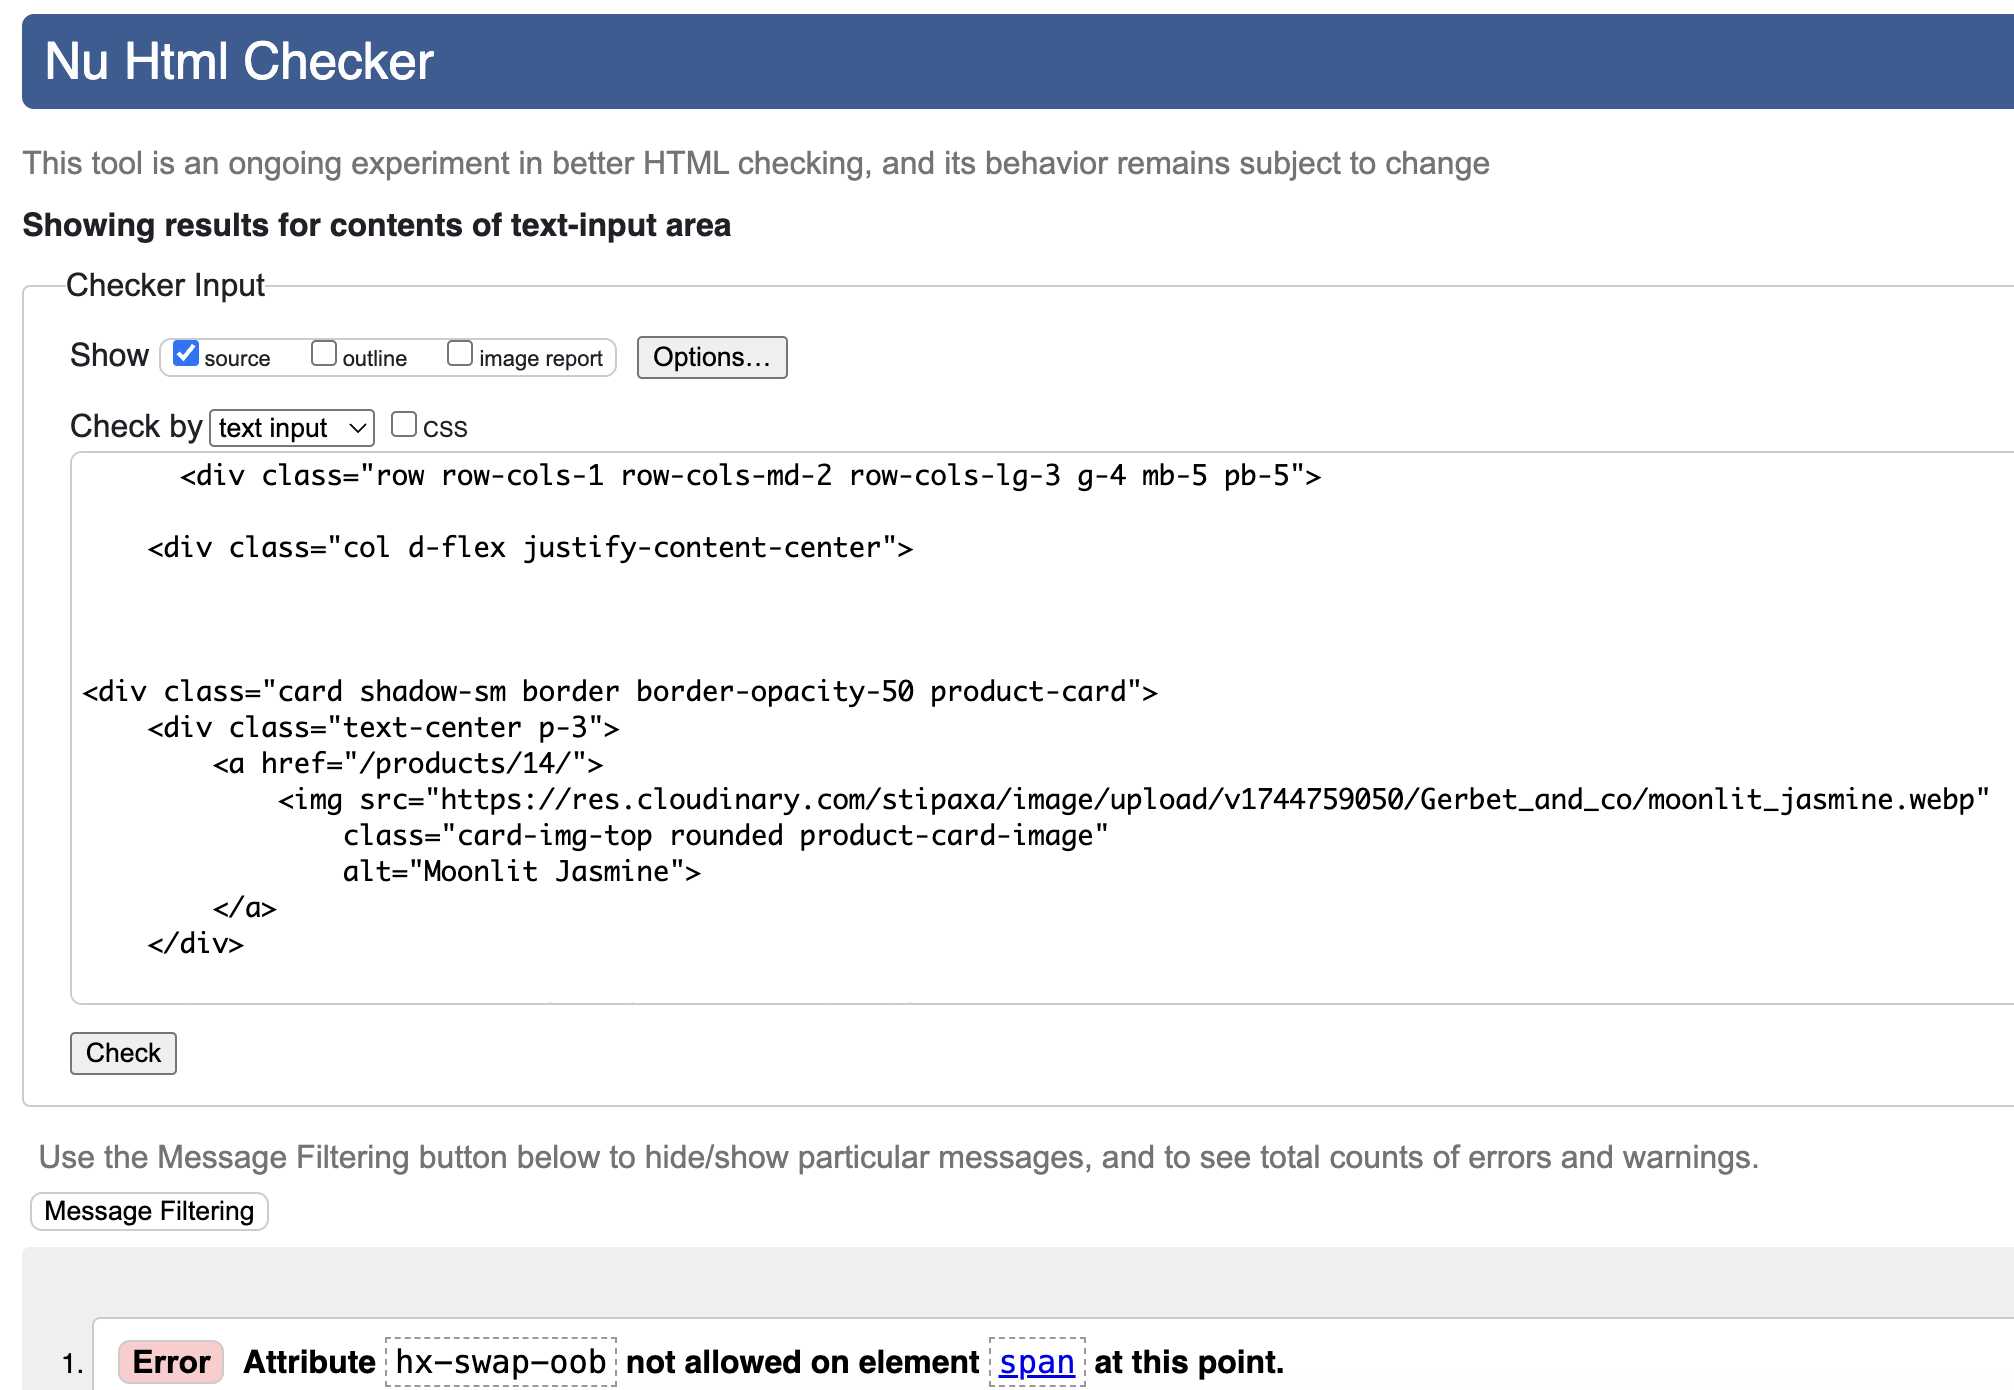 Nu Html Checker
This tool is an ongoing experiment in better HTML checking, and its behavior remains subject to change
Showing results for contents of text-input area
Checker Input
Show source outline image report Options...
Check by text input CSS
<div class="row row-cols-1 row-cols-md-2 row-cols-lg-3 g-4 mb-5 pb-5">
<div class="col d-flex justify-content-center">
<div class="card shadow-sm border border-opacity-50 product-card">
<div class="text-center p-3">
<a href="/products/14/">
<img src="https://res.cloudinary.com/stipaxa/image/upload/v1744759050/Gerbet_and_co/moonlit_jasmine.webp"
class="card-img-top rounded product-card-image"
alt="Moonlit Jasmine">
</a>
</div>
Check
Use the Message Filtering button below to hide/show particular messages, and to see total counts of errors and warnings.
Message Filtering
1. Error Attribute hx-swap-oob not allowed on element span at this point.